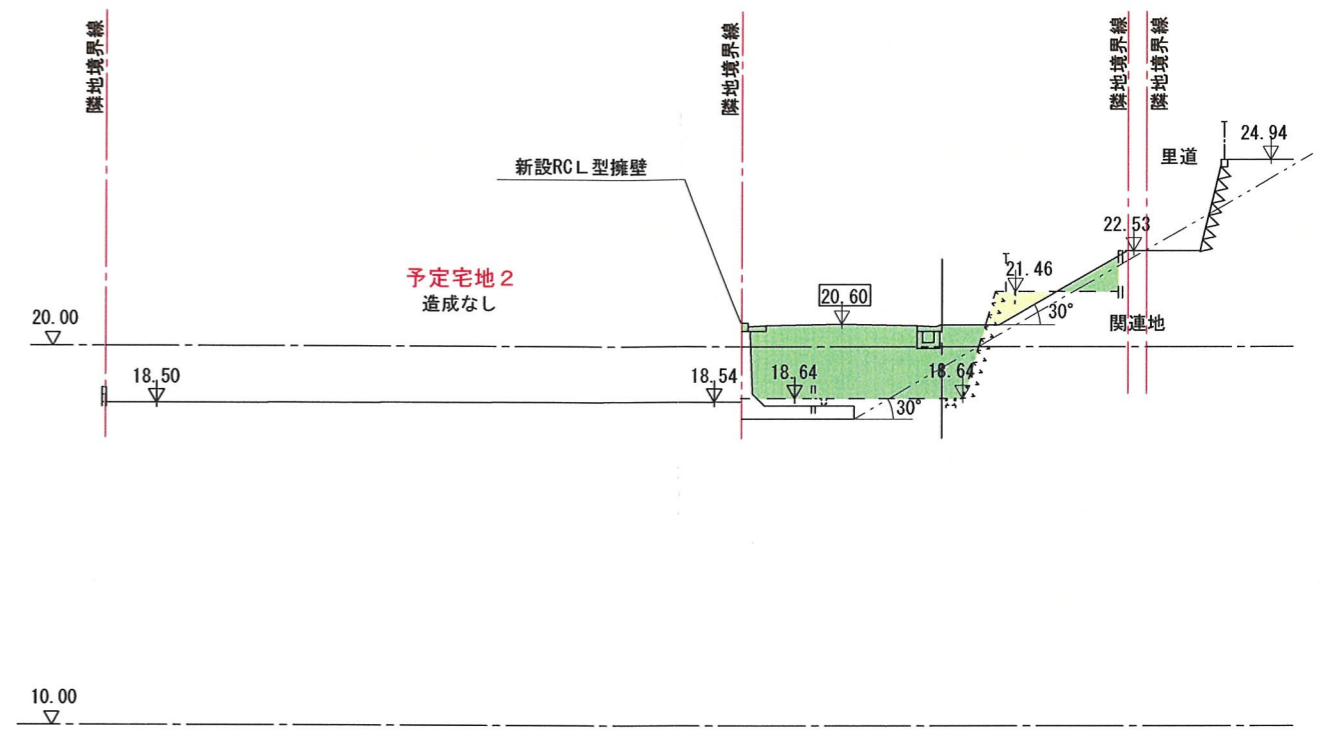 隣地境界線
隣地境界線
隣地境界線
隣地境界線
24.94
里道
新設RCL型擁壁
22.53
21.46
予定宅地2
造成なし
20.60
30°
関連地
20.00
18.50
18.54
18.64
18.64
30°
10.00